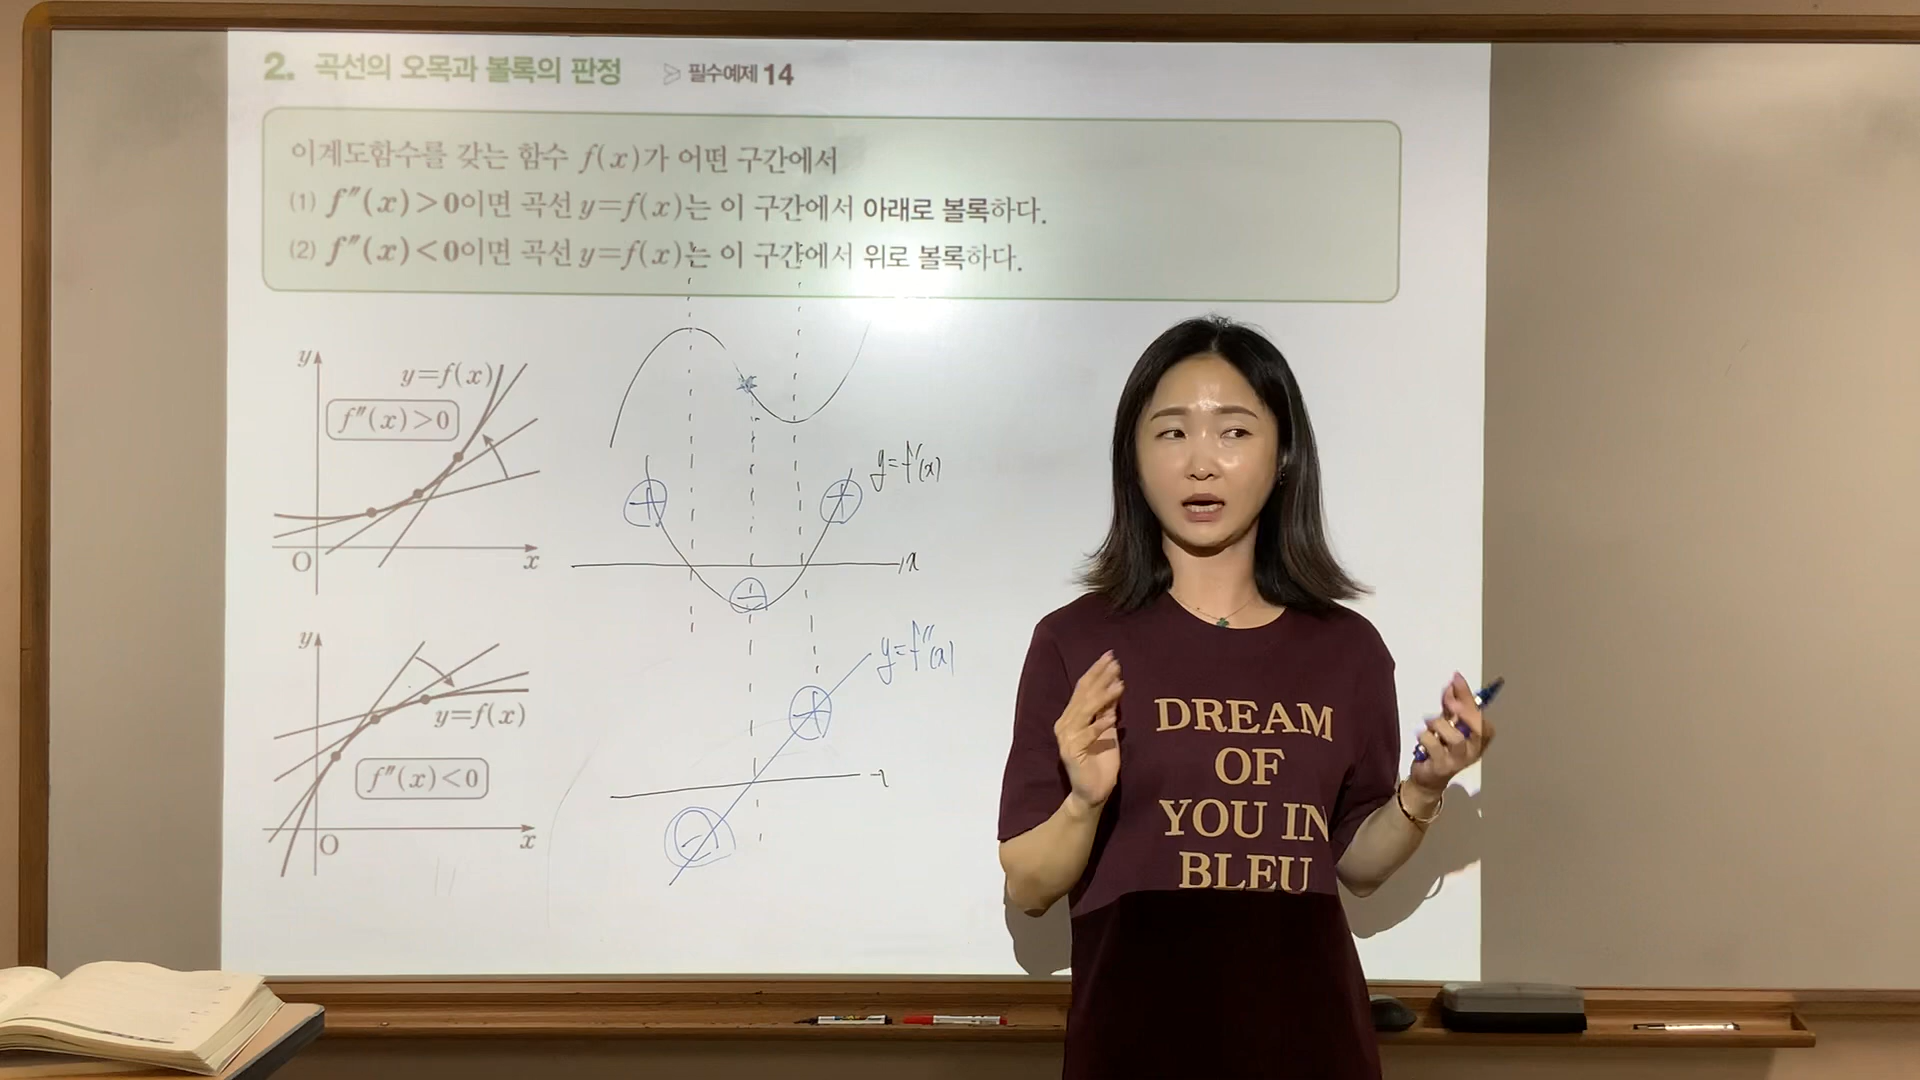 2. 곡선의 오목과 볼록의 판정 필수예제 14
이계도함수를 갖는 함수 f(x)가 어떤 구간에서
(1) f″(x)>0이면 곡선 y=f(x)는 이 구간에서 아래로 볼록하다.
(2) f″(x)<0이면 곡선 y=f(x)는 이 구간에서 위로 볼록하다.
y
y=f(x)
f″(x)>0
O
x
y
y=f(x)
f″(x)<0
O
x
+
+
y=f′(x)
x
−
y=f″(x)
+
x
−
DREAM
OF
YOU IN
BLEU